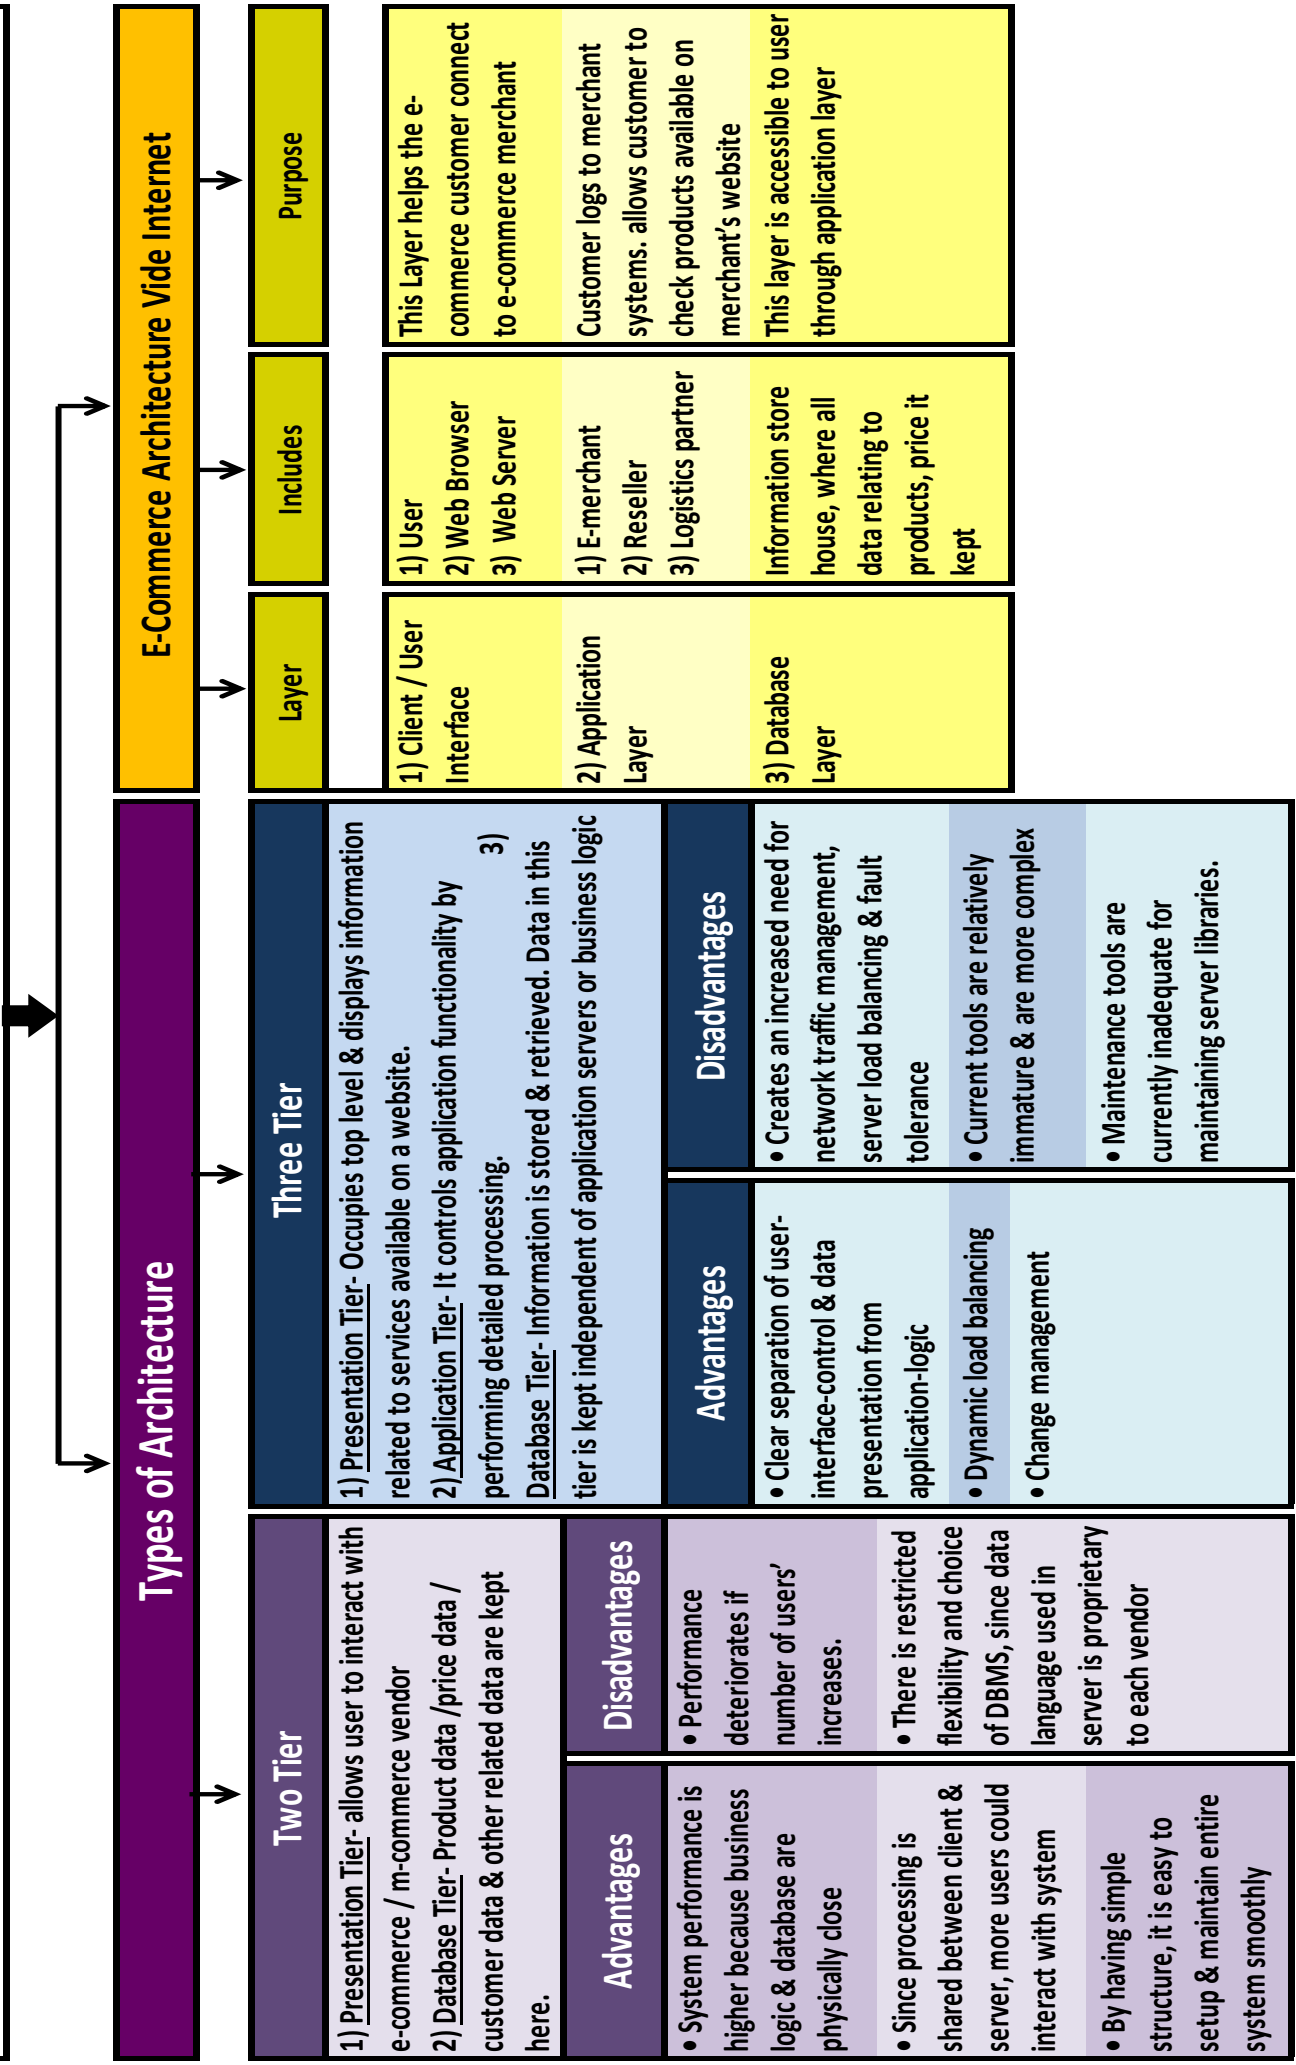 Types of Architecture
E-Commerce Architecture Vide Internet
Two Tier
1) Presentation Tier- allows user to interact with
e-commerce / m-commerce vendor
2) Database Tier- Product data /price data /
customer data & other related data are kept
here.
Advantages
• System performance is
higher because business
logic & database are
physically close
• Since processing is
shared between client &
server, more users could
interact with system
• By having simple
structure, it is easy to
setup & maintain entire
system smoothly
Disadvantages
• Performance
deteriorates if
number of users'
increases.
• There is restricted
flexibility and choice
of DBMS, since data
language used in
server is proprietary
to each vendor
Three Tier
1) Presentation Tier- Occupies top level & displays information
related to services available on a website.
2) Application Tier- It controls application functionality by
performing detailed processing. 3)
Database Tier- Information is stored & retrieved. Data in this
tier is kept independent of application servers or business logic
Advantages
• Clear separation of user-
interface-control & data
presentation from
application-logic
• Dynamic load balancing
• Change management
Disadvantages
• Creates an increased need for
network traffic management,
server load balancing & fault
tolerance
• Current tools are relatively
immature & are more complex
• Maintenance tools are
currently inadequate for
maintaining server libraries.
Layer
Includes
Purpose
1) Client / User
Interface
1) User
2) Web Browser
3) Web Server
This Layer helps the e-
commerce customer connect
to e-commerce merchant
2) Application
Layer
1) E-merchant
2) Reseller
3) Logistics partner
Customer logs to merchant
systems. allows customer to
check products available on
merchant's website
3) Database
Layer
Information store
house, where all
data relating to
products, price it
kept
This layer is accessible to user
through application layer